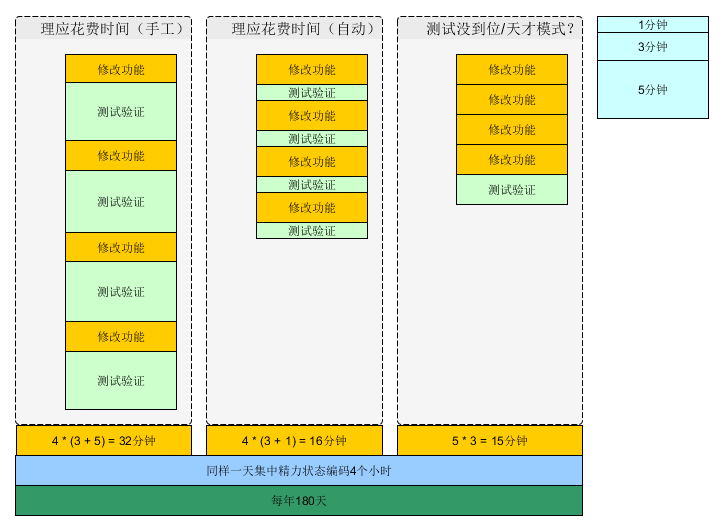 理应花费时间（手工）
修改功能
测试验证
修改功能
测试验证
修改功能
测试验证
修改功能
测试验证
4 * (3 + 5) = 32分钟
理应花费时间（自动）
修改功能
测试验证
修改功能
测试验证
修改功能
测试验证
修改功能
测试验证
4 * (3 + 1) = 16分钟
测试没到位/天才模式?
修改功能
修改功能
修改功能
修改功能
测试验证
5 * 3 = 15分钟
1分钟
3分钟
5分钟
同样一天集中精力状态编码4个小时
每年180天